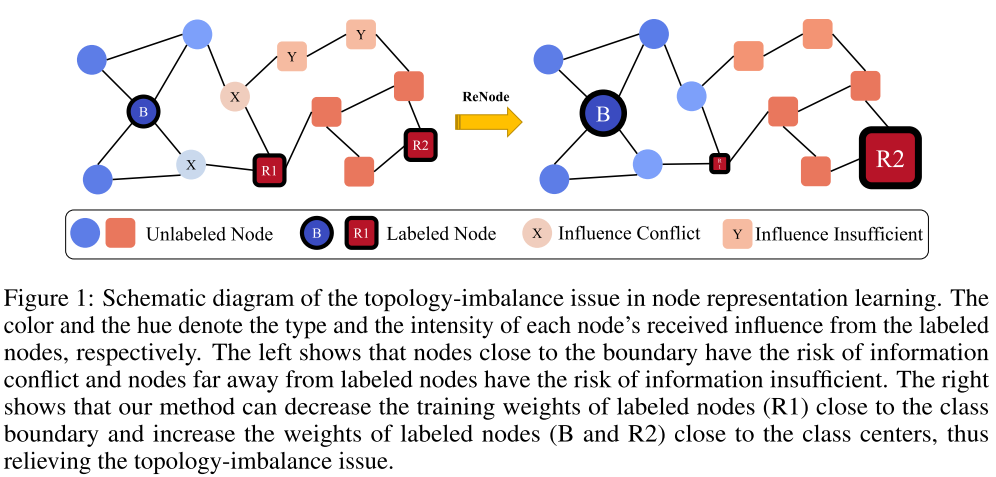 Y
Y
X
B
X
R1
R2
ReNode
B
R
1
R2
Unlabeled Node
B
R1
Labeled Node
X
Influence Conflict
Y
Influence Insufficient
Figure 1: Schematic diagram of the topology-imbalance issue in node representation learning. The
color and the hue denote the type and the intensity of each node's received influence from the labeled
nodes, respectively. The left shows that nodes close to the boundary have the risk of information
conflict and nodes far away from labeled nodes have the risk of information insufficient. The right
shows that our method can decrease the training weights of labeled nodes (R1) close to the class
boundary and increase the weights of labeled nodes (B and R2) close to the class centers, thus
relieving the topology-imbalance issue.